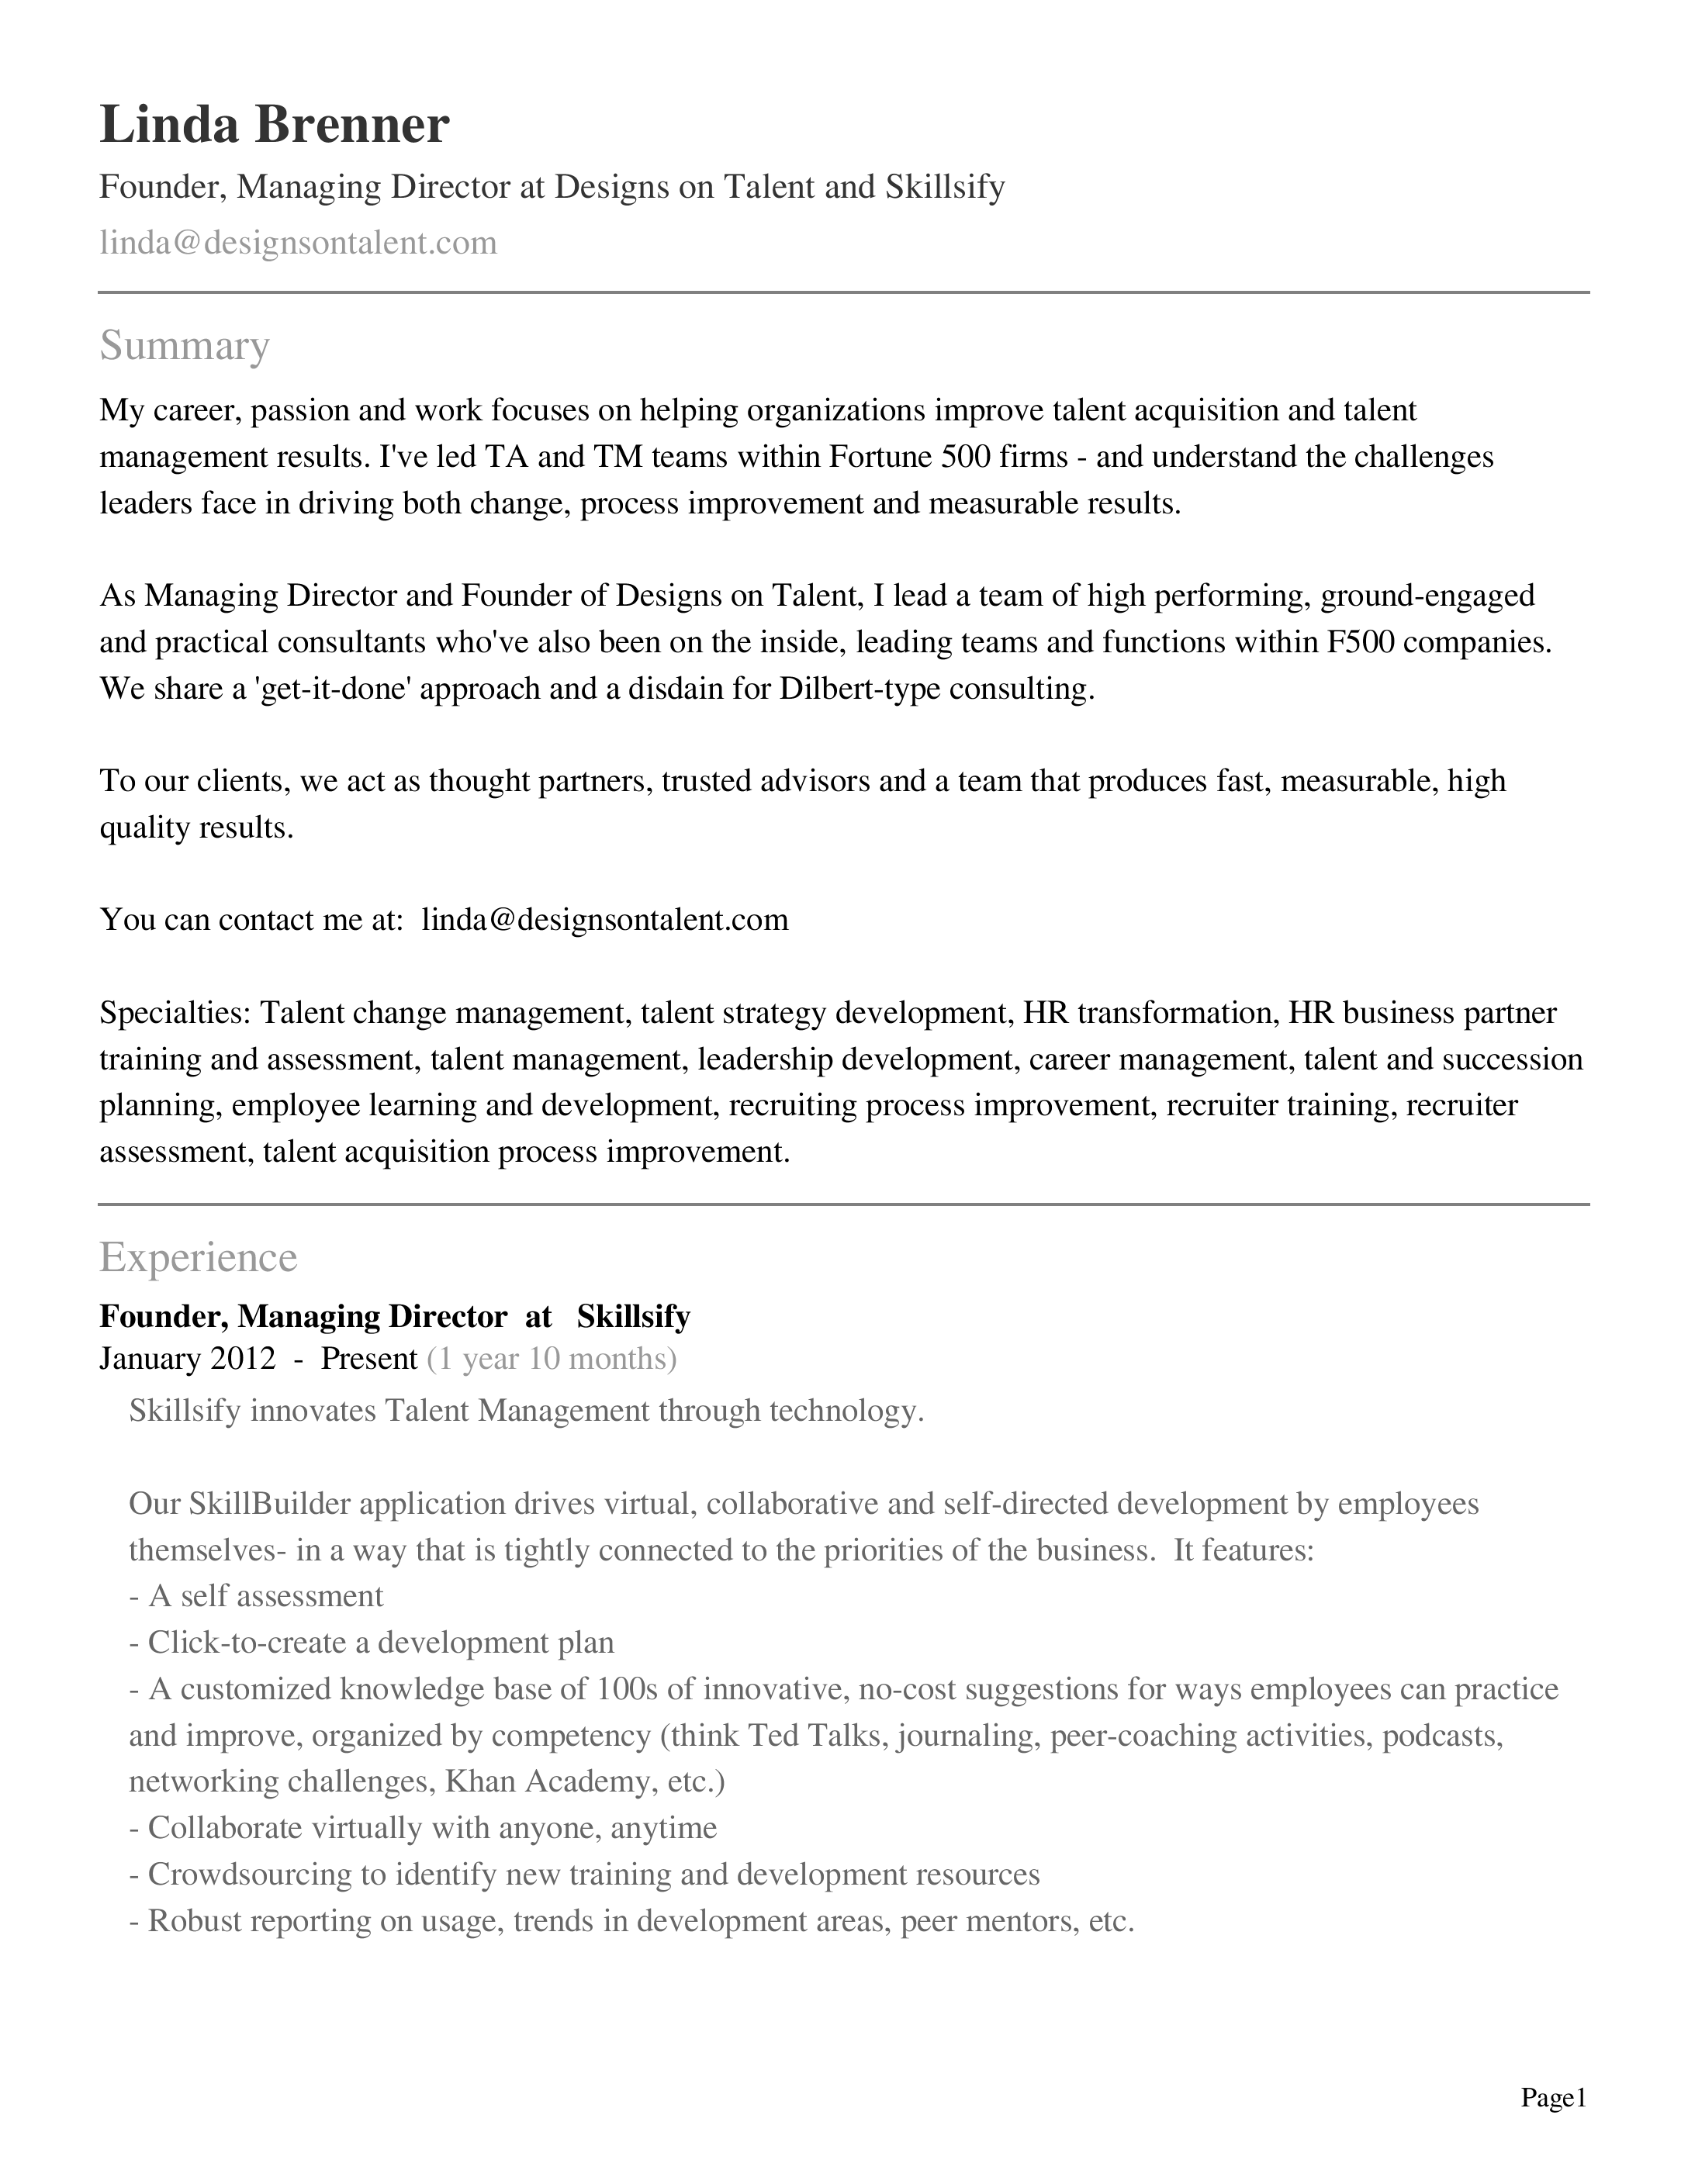 Linda Brenner
Founder, Managing Director at Designs on Talent and Skillsify
linda@designsontalent.com
Summary
My career, passion and work focuses on helping organizations improve talent acquisition and talent
management results. I've led TA and TM teams within Fortune 500 firms - and understand the challenges
leaders face in driving both change, process improvement and measurable results.
As Managing Director and Founder of Designs on Talent, I lead a team of high performing, ground-engaged
and practical consultants who've also been on the inside, leading teams and functions within F500 companies.
We share a 'get-it-done' approach and a disdain for Dilbert-type consulting.
To our clients, we act as thought partners, trusted advisors and a team that produces fast, measurable, high
quality results.
You can contact me at:  linda@designsontalent.com
Specialties: Talent change management, talent strategy development, HR transformation, HR business partner
training and assessment, talent management, leadership development, career management, talent and succession
planning, employee learning and development, recruiting process improvement, recruiter training, recruiter
assessment, talent acquisition process improvement.
Experience
Founder, Managing Director  at   Skillsify
January 2012  -  Present (1 year 10 months)
Skillsify innovates Talent Management through technology.
Our SkillBuilder application drives virtual, collaborative and self-directed development by employees
themselves- in a way that is tightly connected to the priorities of the business.  It features:
- A self assessment
- Click-to-create a development plan
- A customized knowledge base of 100s of innovative, no-cost suggestions for ways employees can practice
and improve, organized by competency (think Ted Talks, journaling, peer-coaching activities, podcasts,
networking challenges, Khan Academy, etc.)
- Collaborate virtually with anyone, anytime
- Crowdsourcing to identify new training and development resources
- Robust reporting on usage, trends in development areas, peer mentors, etc.
Page1